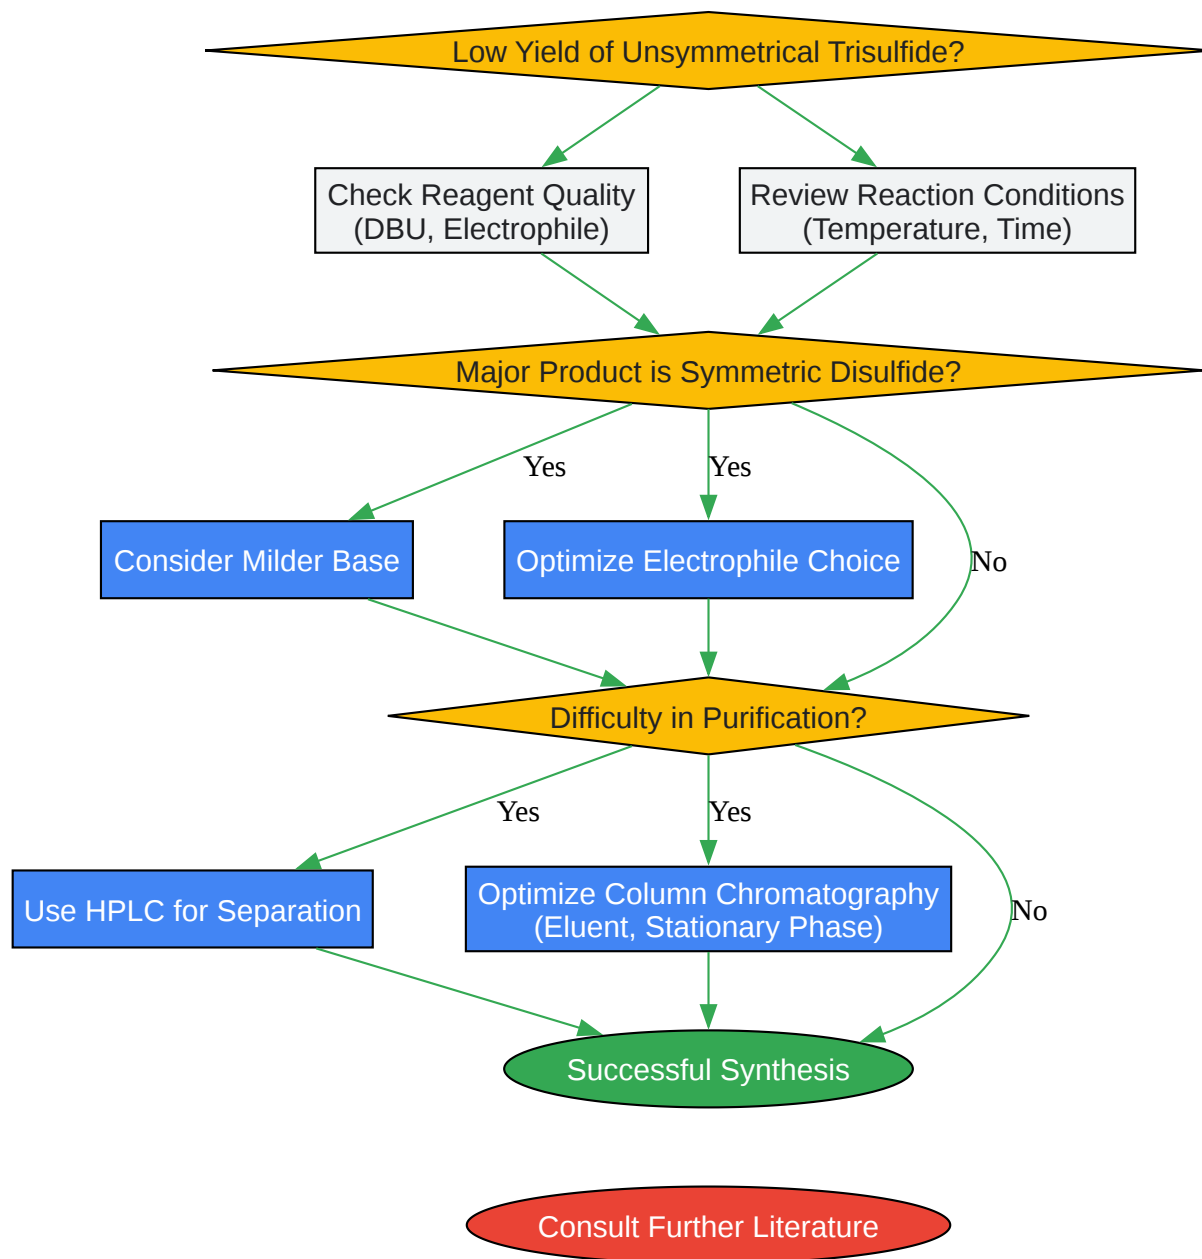 Low Yield of Unsymmetrical Trisulfide?
Check Reagent Quality
(DBU, Electrophile)
Review Reaction Conditions
(Temperature, Time)
Major Product is Symmetric Disulfide?
Yes
Yes
No
Consider Milder Base
Optimize Electrophile Choice
Difficulty in Purification?
Yes
Yes
No
Use HPLC for Separation
Optimize Column Chromatography
(Eluent, Stationary Phase)
Successful Synthesis
Consult Further Literature